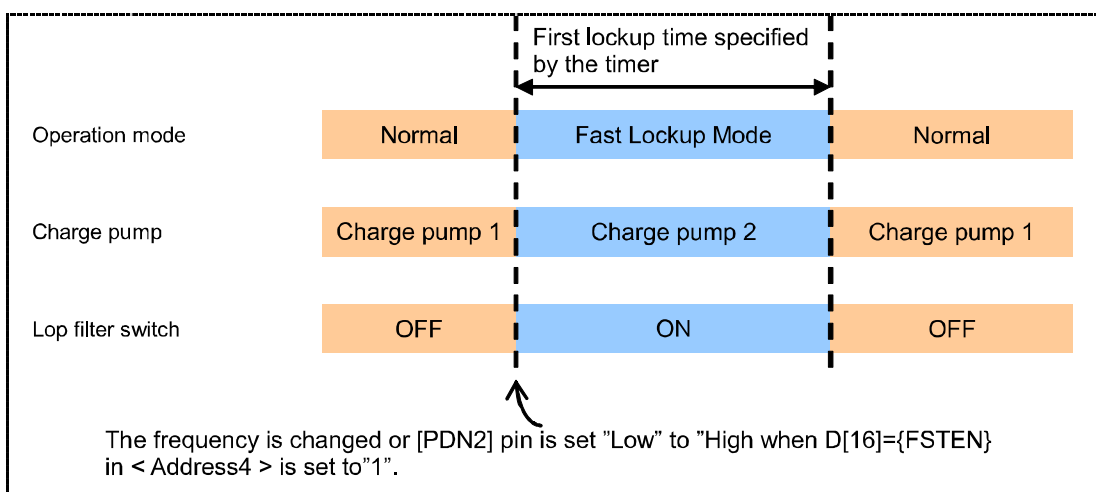 First lockup time specified
by the timer
Operation mode
Normal
Fast Lockup Mode
Normal
Charge pump
Charge pump 1
Charge pump 2
Charge pump 1
Lop filter switch
OFF
ON
OFF
The frequency is changed or [PDN2] pin is set ”Low” to ”High when D[16]={FSTEN}
in < Address4 > is set to”1”.